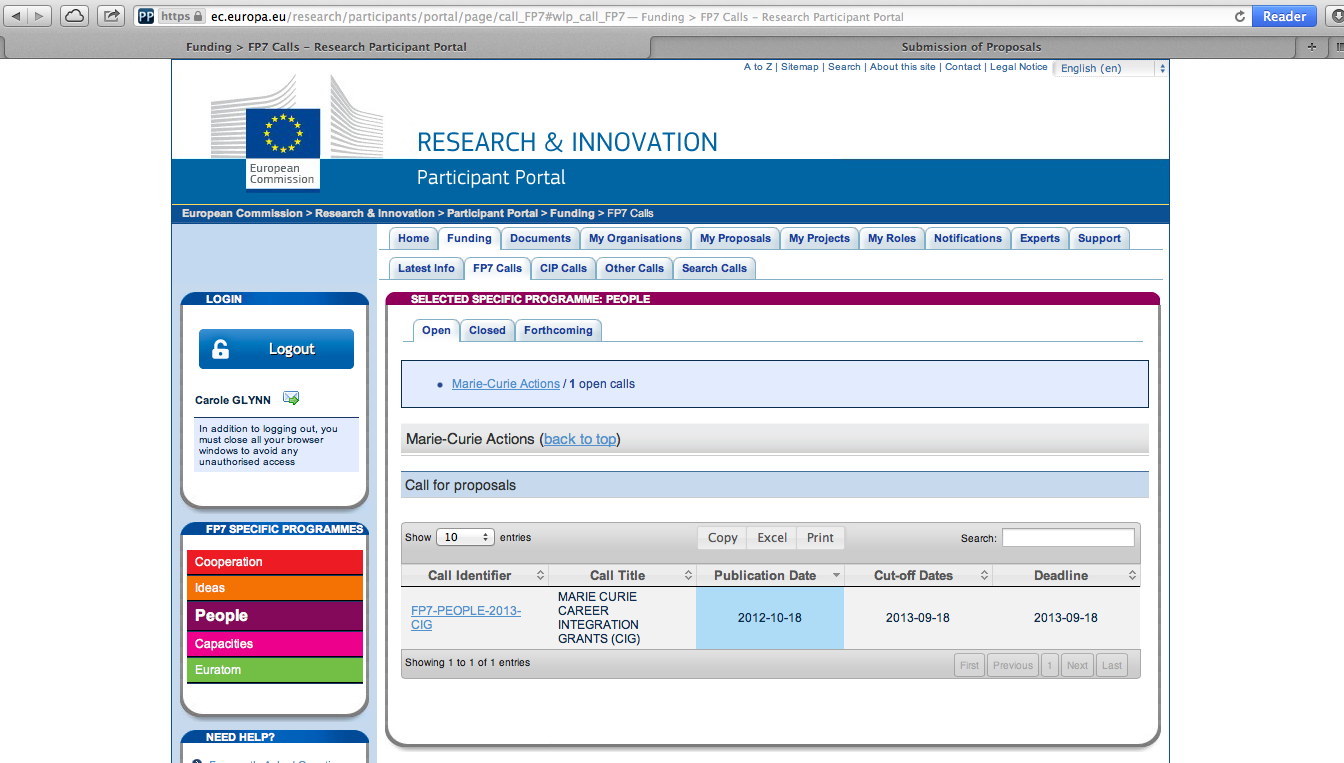 PP https ec.europa.eu/research/participants/portal/page/call_FP7#wlp_call_FP7 — Funding > FP7 Calls – Research Participant Portal Reader
Funding > FP7 Calls – Research Participant Portal Submission of Proposals +
A to Z | Sitemap | Search | About this site | Contact | Legal Notice English (en)
RESEARCH & INNOVATION
European
Commission
Participant Portal
European Commission > Research & Innovation > Participant Portal > Funding > FP7 Calls
Home Funding Documents My Organisations My Proposals My Projects My Roles Notifications Experts Support
Latest Info FP7 Calls CIP Calls Other Calls Search Calls
LOGIN
Logout
Carole GLYNN
In addition to logging out, you
must close all your browser
windows to avoid any
unauthorised access
FP7 SPECIFIC PROGRAMMES
Cooperation
Ideas
People
Capacities
Euratom
NEED HELP?
SELECTED SPECIFIC PROGRAMME: PEOPLE
Open Closed Forthcoming
• Marie-Curie Actions / 1 open calls
Marie-Curie Actions (back to top)
Call for proposals
Show 10 entries Copy Excel Print Search:
Call Identifier Call Title Publication Date Cut-off Dates Deadline
FP7-PEOPLE-2013-
CIG
MARIE CURIE
CAREER
INTEGRATION
GRANTS (CIG)
2012-10-18 2013-09-18 2013-09-18
Showing 1 to 1 of 1 entries First Previous 1 Next Last